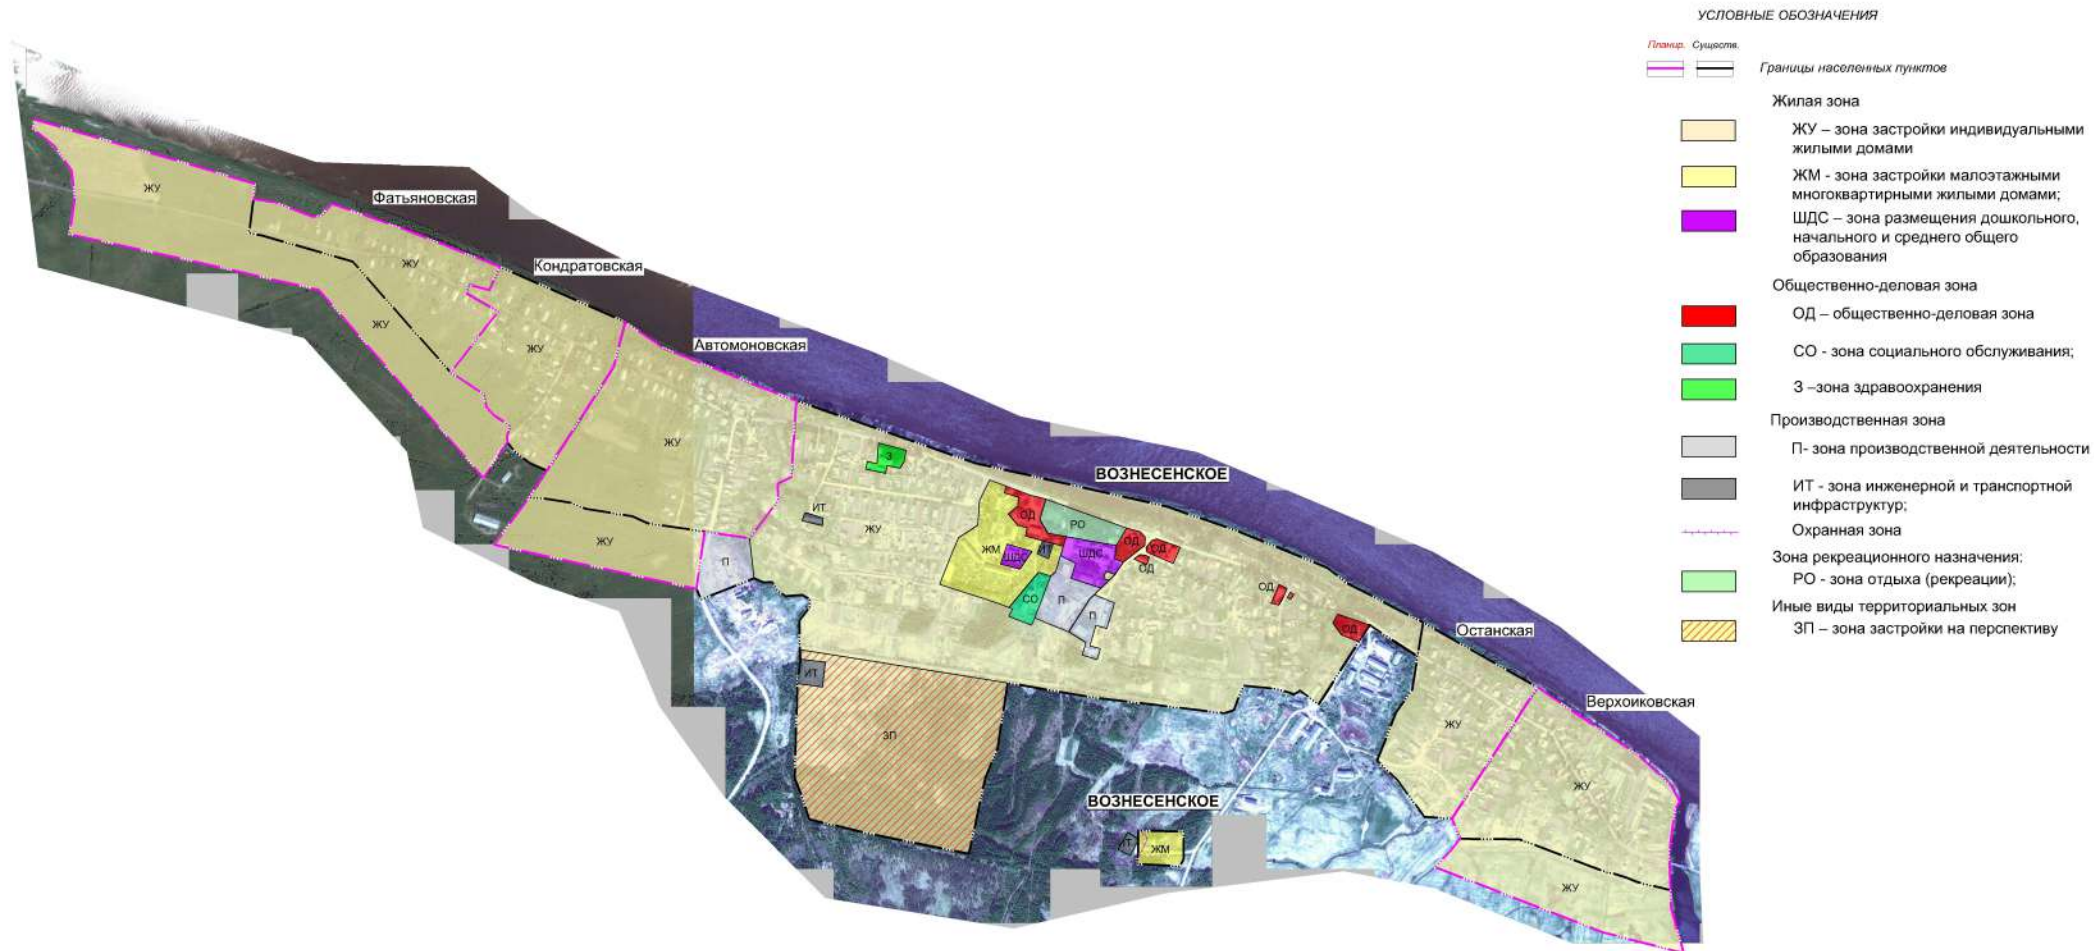 УСЛОВНЫЕ ОБОЗНАЧЕНИЯ
Планир. Существ.
Границы населенных пунктов
Жилая зона
ЖУ – зона застройки индивидуальными
жилыми домами
ЖМ - зона застройки малоэтажными
многоквартирными жилыми домами;
ШДС – зона размещения дошкольного,
начального и среднего общего
образования
Общественно-деловая зона
ОД – общественно-деловая зона
СО - зона социального обслуживания;
З –зона здравоохранения
Производственная зона
П- зона производственной деятельности
ИТ - зона инженерной и транспортной
инфраструктур;
Охранная зона
Зона рекреационного назначения:
РО - зона отдыха (рекреации);
Иные виды территориальных зон
ЗП – зона застройки на перспективу
ЖУ
Фатьяновская
ЖУ
Кондратовская
ЖУ
ЖУ
Автомоновская
ЖУ
ЖУ
П
З
ВОЗНЕСЕНСКОЕ
ИТ
ЖУ
ОД
РО
ЖМ
ШДС
ИТ
ШДС
ОД
ОД
ОД
СО
П
П
ОД
ОД
Останская
ИТ
ЗП
Верхоиковская
ЖУ
ЖУ
ВОЗНЕСЕНСКОЕ
ИТ
ЖМ
ЖУ